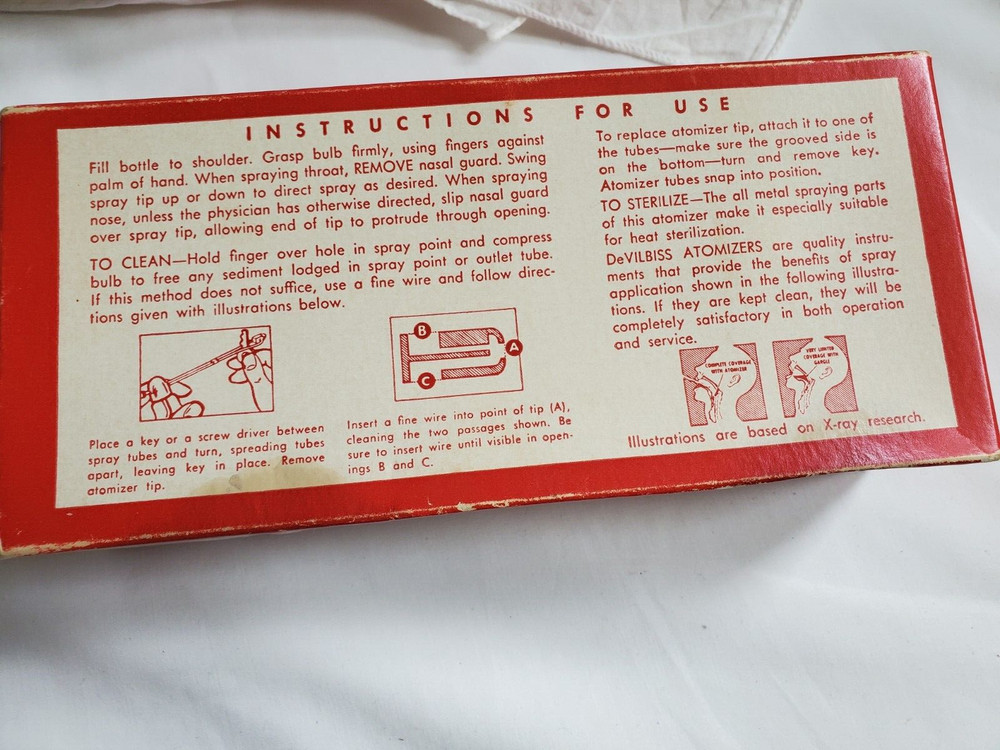 INSTRUCTIONS FOR USE
Fill bottle to shoulder. Grasp bulb firmly, using fingers against
palm of hand. When spraying throat, REMOVE nasal guard. Swing
spray tip up or down to direct spray as desired. When spraying
nose, unless the physician has otherwise directed, slip nasal guard
over spray tip, allowing end of tip to protrude through opening.
TO CLEAN—Hold finger over hole in spray point and compress
bulb to free any sediment lodged in spray point or outlet tube.
If this method does not suffice, use a fine wire and follow direc-
tions given with illustrations below.
B
A
C
Place a key or a screw driver between
spray tubes and turn, spreading tubes
apart, leaving key in place. Remove
atomizer tip.
Insert a fine wire into point of tip (A),
cleaning the two passages shown. Be
sure to insert wire until visible in open-
ings B and C.
To replace atomizer tip, attach it to one of
the tubes—make sure the grooved side is
on the bottom—turn and remove key.
Atomizer tubes snap into position.
TO STERILIZE—The all metal spraying parts
of this atomizer make it especially suitable
for heat sterilization.
DeVILBISS ATOMIZERS are quality instru-
ments that provide the benefits of spray
application shown in the following illustra-
tions. If they are kept clean, they will be
completely satisfactory in both operation
and service.
COMPLETE COVERAGE
WITH ATOMIZER
VERY LIMITED
COVERAGE WITH
GARGLE
Illustrations are based on X-ray research.